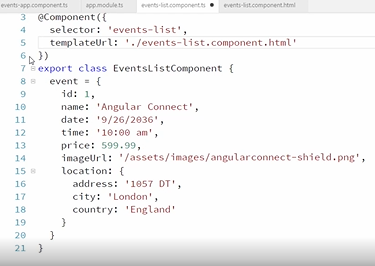 events-app.component.ts app.module.ts events-list.component.ts events-list.component.html
3 @Component({
4 selector: 'events-list',
5 templateUrl: './events-list.component.html'
6 })
7 export class EventsListComponent {
8 event = {
9 id: 1,
10 name: 'Angular Connect',
11 date: '9/26/2036',
12 time: '10:00 am',
13 price: 599.99,
14 imageUrl: '/assets/images/angularconnect-shield.png',
15 location: {
16 address: '1057 DT',
17 city: 'London',
18 country: 'England'
19 }
20 }
21 }